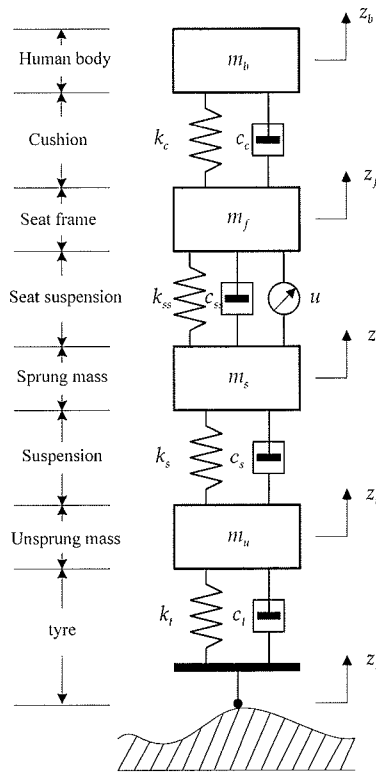 z_b
Human body
m_b
k_c
c_c
Cushion
z_f
Seat frame
m_f
Seat suspension
k_ss
c_ss
u
z
Sprung mass
m_s
Suspension
k_s
c_s
z
Unsprung mass
m_u
k_t
c_t
tyre
z